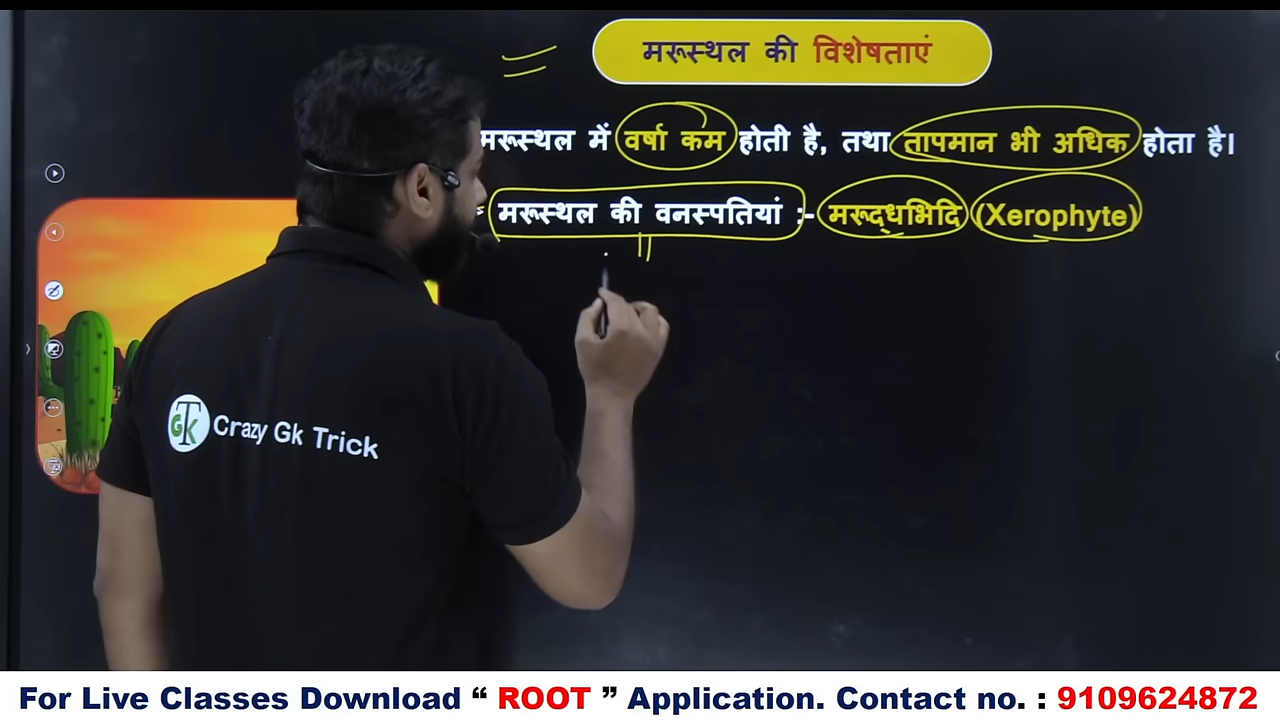 मरूस्थल की विशेषताएं
मरूस्थल में वर्षा कम होती है, तथा तापमान भी अधिक होता है।
मरूस्थल की वनस्पतियां :- मरूद्धभिदि (Xerophyte)
GTK Crazy Gk Trick
For Live Classes Download “ ROOT ” Application. Contact no. : 9109624872